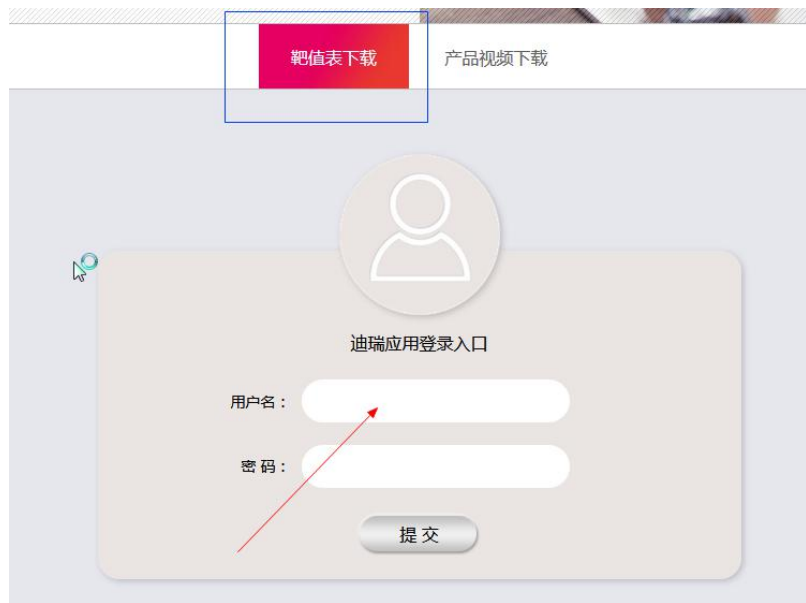 靶值表下载 产品视频下载
迪瑞应用登录入口
用户名：
密 码：
提 交